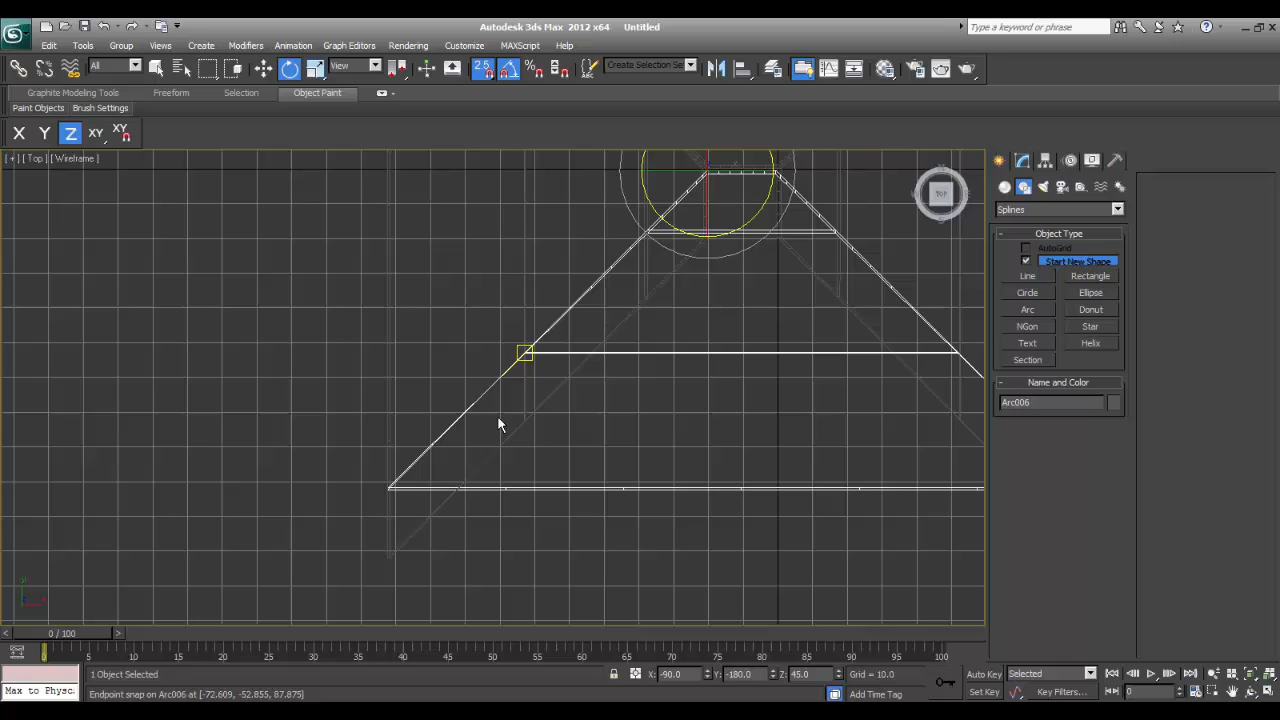 Autodesk 3ds Max 2012 x64 Untitled
Type a keyword or phrase
Edit Tools Group Views Create Modifiers Animation Graph Editors Rendering Customize MAXScript Help
All View 2.5 Create Selection Se
Graphite Modeling Tools Freeform Selection Object Paint
Paint Objects Brush Settings
X Y Z XY XY
[ + ] [ Top ] [ Wireframe ]
TOP
Splines
Object Type
AutoGrid
Start New Shape
Line Rectangle
Circle Ellipse
Arc Donut
NGon Star
Text Helix
Section
Name and Color
Arc006
0 / 100
0 5 10 15 20 25 30 35 40 45 50 55 60 65 70 75 80 85 90 95 100
1 Object Selected X: -90.0 Y: -180.0 Z: 45.0 Grid = 10.0 Auto Key Selected
Max to Physc. Endpoint snap on Arc006 at [-72.609, -52.855, 87.875] Add Time Tag Set Key Key Filters... 0